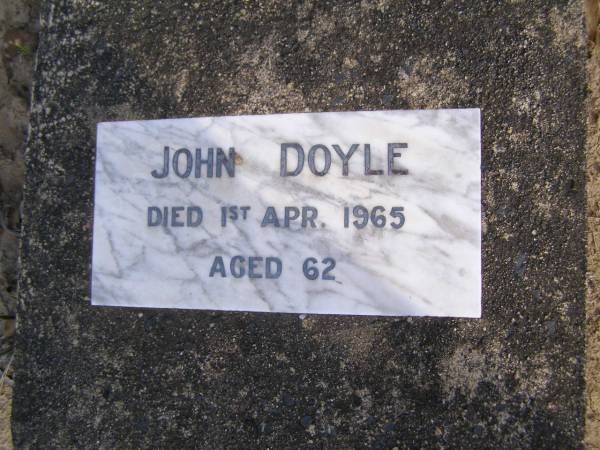 JOHN DOYLE
DIED 1ST APR. 1965
AGED 62